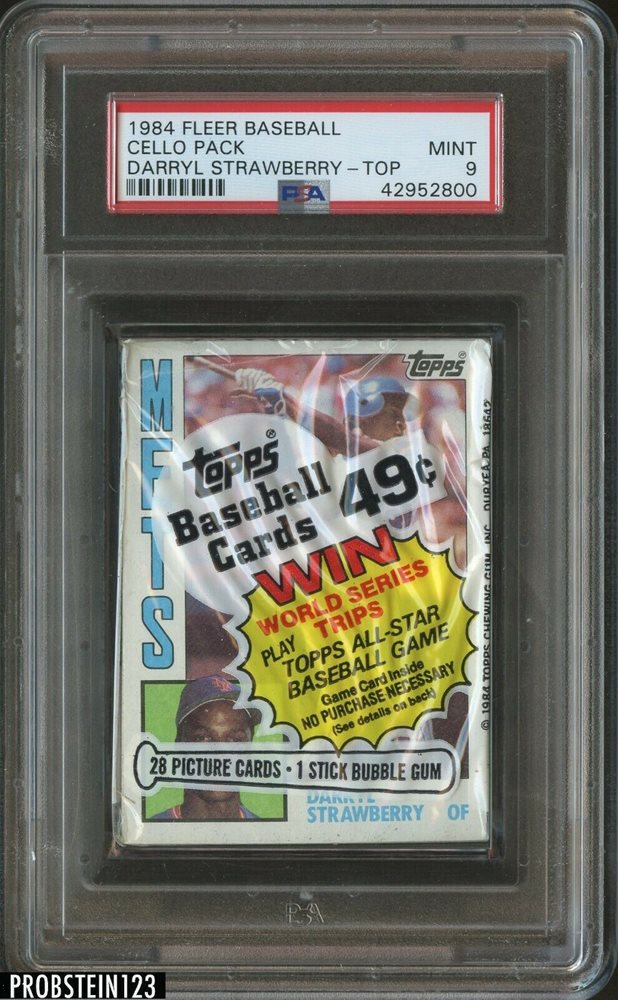 1984 FLEER BASEBALL
CELLO PACK MINT
DARRYL STRAWBERRY - TOP 9
PSA 42952800
METS
Topps®
Topps®
Baseball
Cards 49¢
WIN
WORLD SERIES
TRIPS
PLAY TOPPS ALL-STAR
BASEBALL GAME
Game Card Inside
NO PURCHASE NECESSARY
(See details on back)
© 1984 TOPPS CHEWING GUM, INC. DURYEA, PA. 18642
28 PICTURE CARDS • 1 STICK BUBBLE GUM
DARRYL
STRAWBERRY OF
PSA
PROBSTEIN123